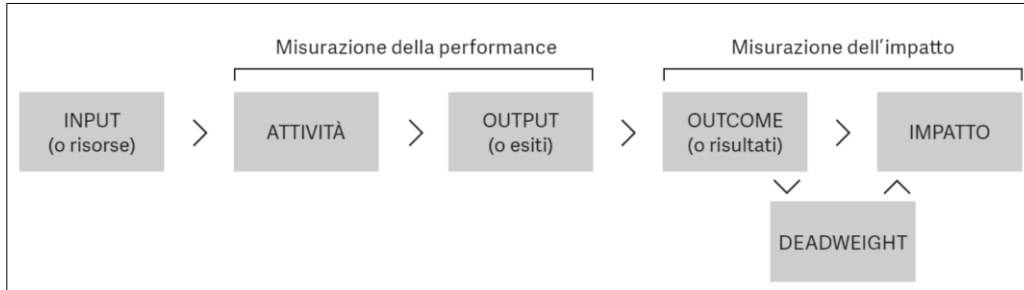 Misurazione della performance
Misurazione dell'impatto
INPUT
(o risorse)
ATTIVITÀ
OUTPUT
(o esiti)
OUTCOME
(o risultati)
IMPATTO
DEADWEIGHT